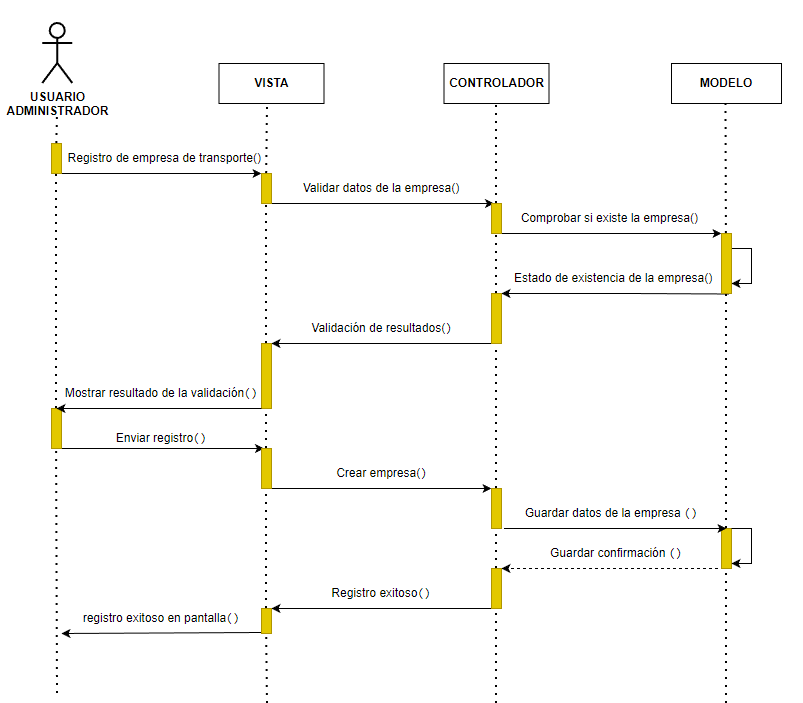 USUARIO
ADMINISTRADOR
VISTA
CONTROLADOR
MODELO
Registro de empresa de transporte()
Validar datos de la empresa()
Comprobar si existe la empresa()
Estado de existencia de la empresa()
Validación de resultados()
Mostrar resultado de la validación()
Enviar registro()
Crear empresa()
Guardar datos de la empresa ()
Guardar confirmación ()
Registro exitoso()
registro exitoso en pantalla()